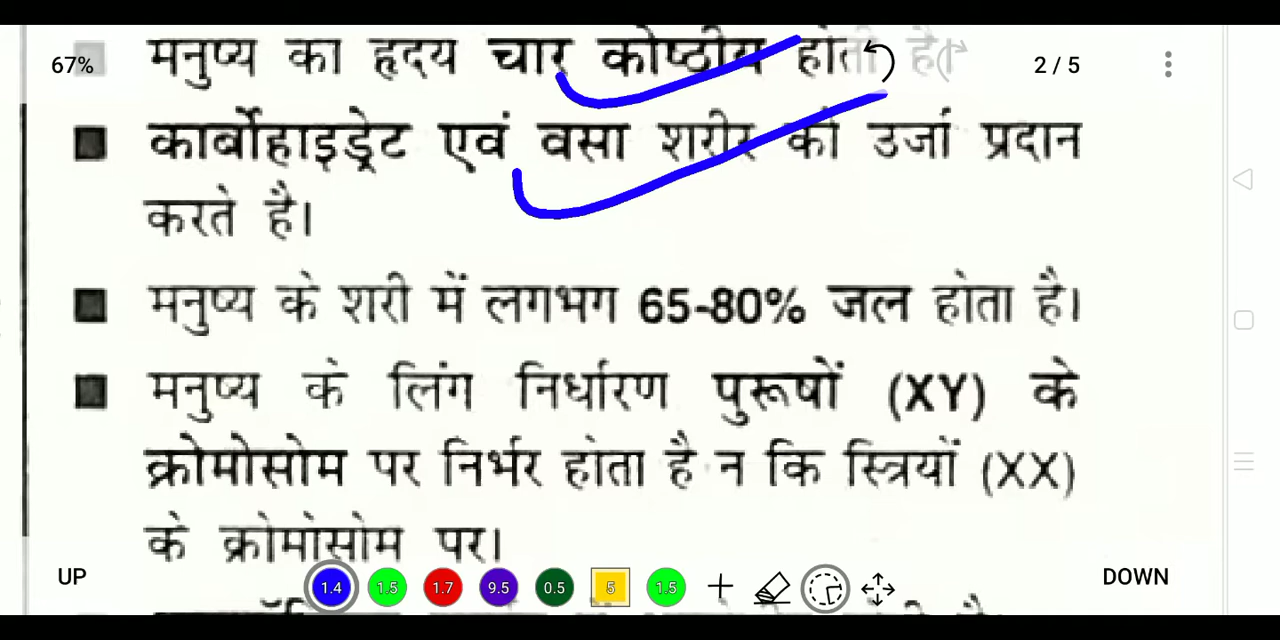 मनुष्य का हृदय चार कोष्ठीय होता है।
67%
2 / 5
कार्बोहाइड्रेट एवं वसा शरीर को उर्जा प्रदान
करते है।
मनुष्य के शरी में लगभग 65-80% जल होता है।
मनुष्य के लिंग निर्धारण पुरूषों (XY) के
क्रोमोसोम पर निर्भर होता है न कि स्त्रियों (XX)
के क्रोमोसोम पर।
UP
1.4 1.5 1.7 9.5 0.5 5 1.5
DOWN